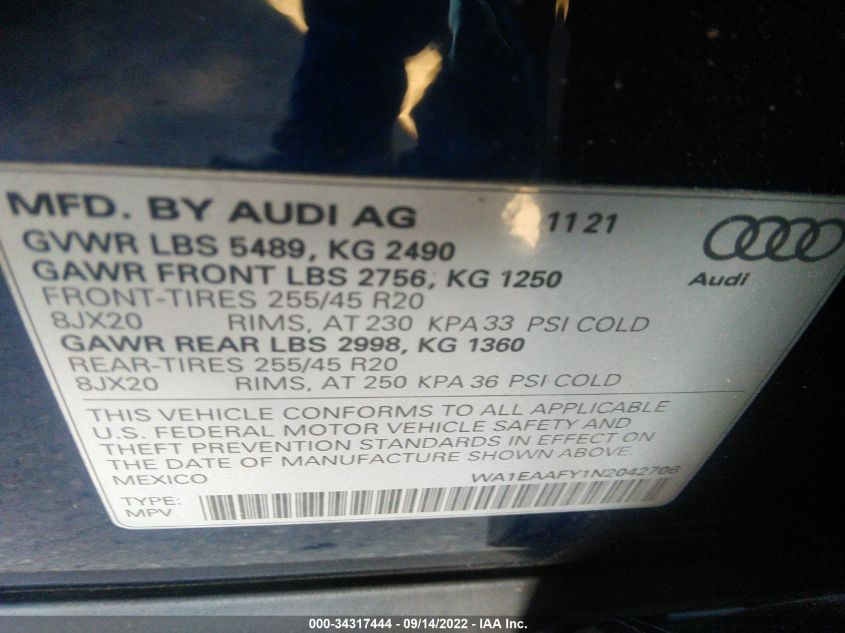 MFD. BY AUDI AG 11 21
GVWR LBS 5489, KG 2490
GAWR FRONT LBS 2756, KG 1250
Audi
FRONT-TIRES 255/45 R20
8JX20 RIMS, AT 230 KPA 33 PSI COLD
GAWR REAR LBS 2998, KG 1360
REAR-TIRES 255/45 R20
8JX20 RIMS, AT 250 KPA 36 PSI COLD
THIS VEHICLE CONFORMS TO ALL APPLICABLE
U.S. FEDERAL MOTOR VEHICLE SAFETY AND
THEFT PREVENTION STANDARDS IN EFFECT ON
THE DATE OF MANUFACTURE SHOWN ABOVE.
MEXICO WA1EAAFY1N2042706
TYPE:
MPV
000-34317444 - 09/14/2022 - IAA Inc.